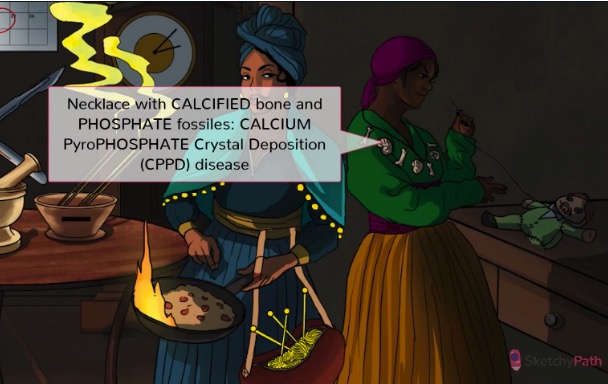 Necklace with CALCIFIED bone and
PHOSPHATE fossiles: CALCIUM
PyroPHOSPHATE Crystal Deposition
(CPPD) disease
SketchyPath